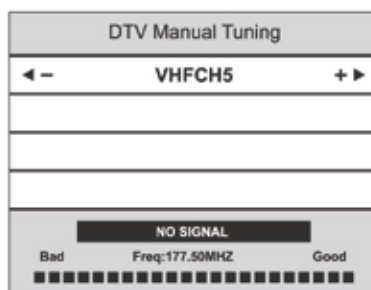 DTV Manual Tuning
◄ – VHFCH5 + ►
NO SIGNAL
Bad Freq:177.50MHZ Good